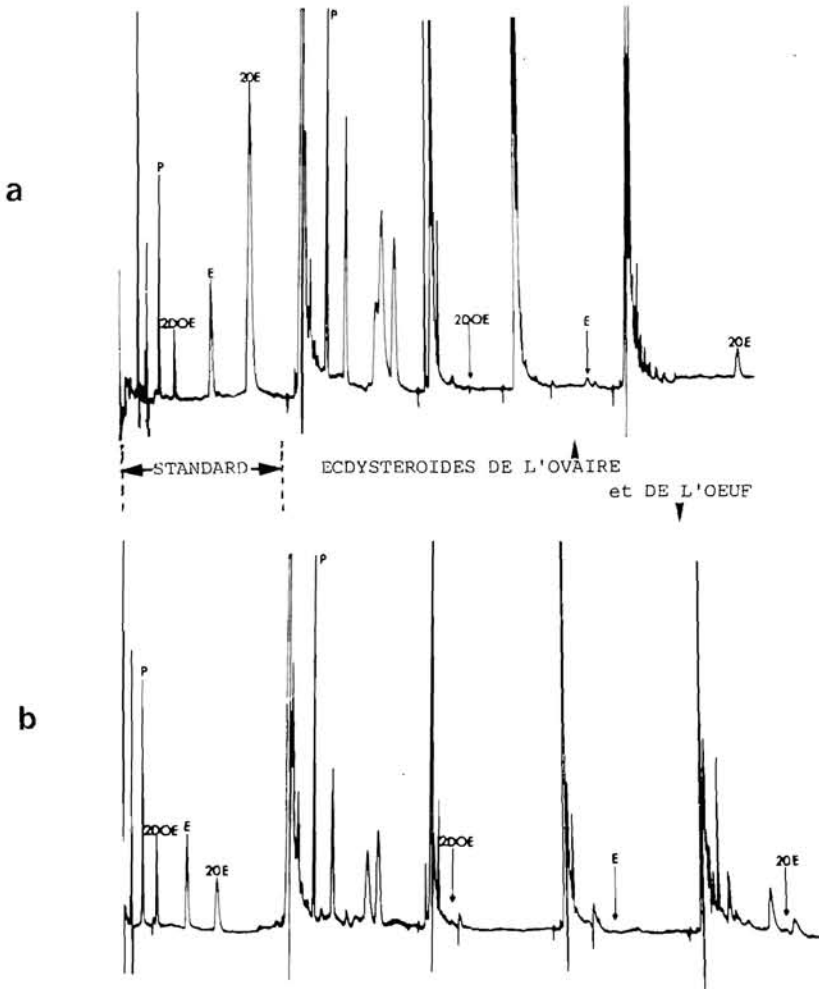 a
P
2DOE
E
20E
P
2DOE
E
20E
STANDARD
ECDYSTEROIDES DE L'OVAIRE
et DE L'OEUF
b
P
2DOE
E
20E
P
2DOE
E
20E